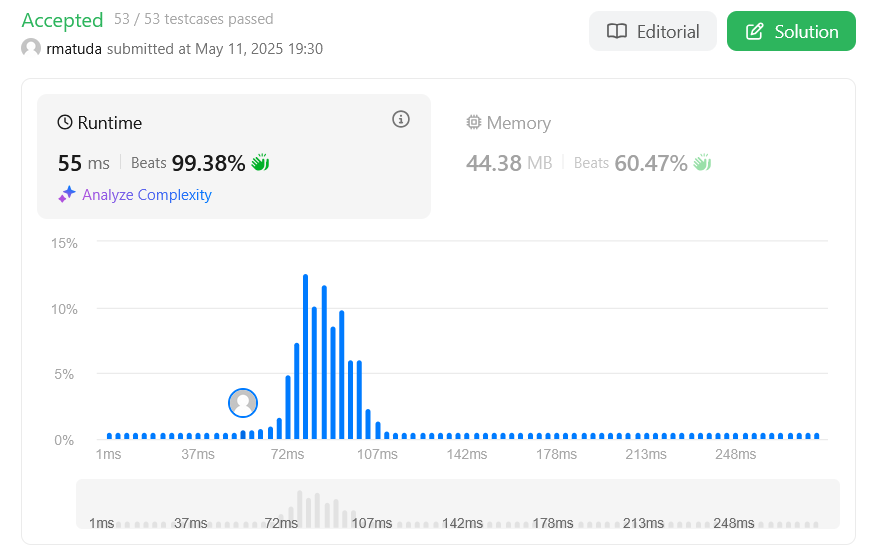 Accepted 53 / 53 testcases passed
rmatuda submitted at May 11, 2025 19:30
Editorial
Solution
Runtime
55 ms Beats 99.38%
Analyze Complexity
Memory
44.38 MB Beats 60.47%
15%
10%
5%
0%
1ms 37ms 72ms 107ms 142ms 178ms 213ms 248ms
1ms 37ms 72ms 107ms 142ms 178ms 213ms 248ms